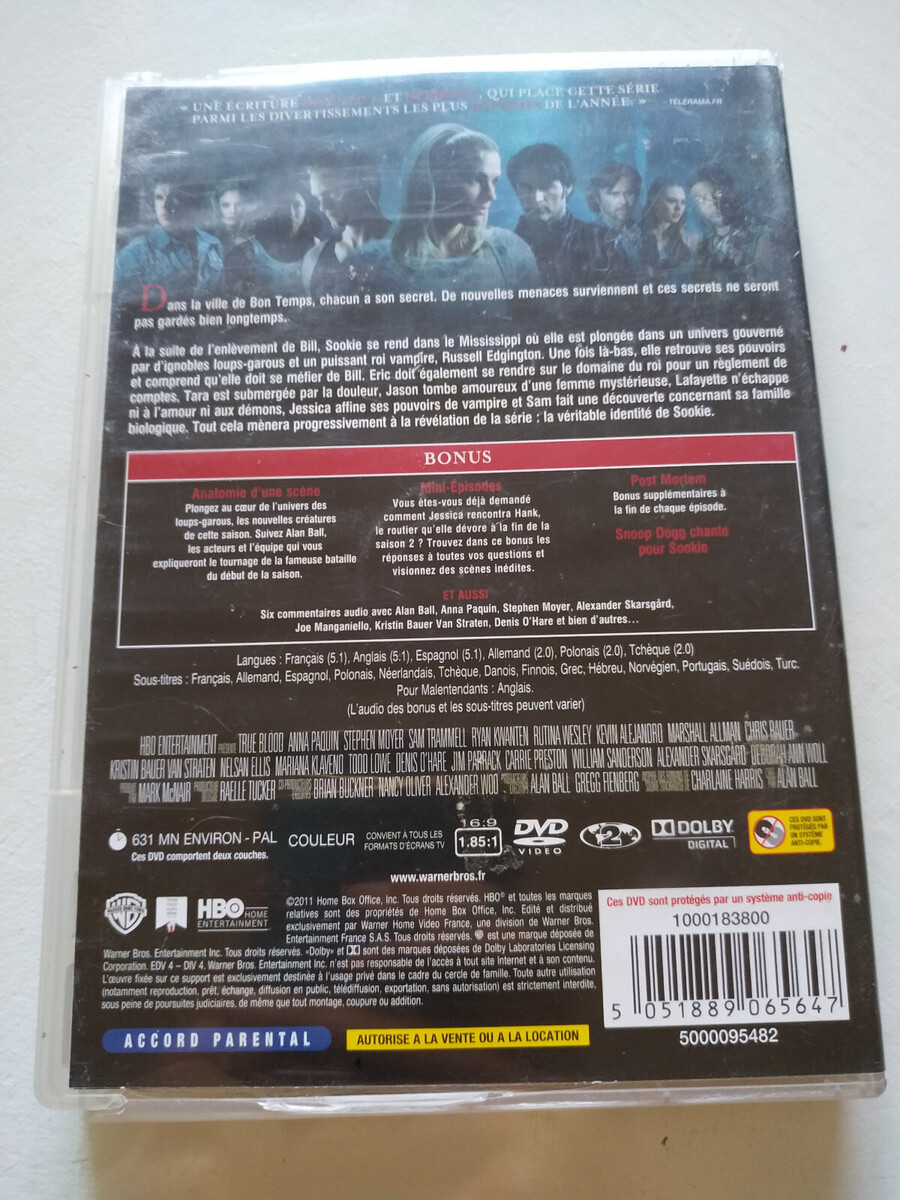 « UNE ÉCRITURE ET QUI PLACE CETTE SÉRIE
PARMI LES DIVERTISSEMENTS LES PLUS DE L'ANNÉE. » TÉLÉRAMA.FR
Dans la ville de Bon Temps, chacun a son secret. De nouvelles menaces surviennent et ces secrets ne seront
pas gardés bien longtemps.
À la suite de l'enlèvement de Bill, Sookie se rend dans le Mississippi où elle est plongée dans un univers gouverné
par d'ignobles loups-garous et un puissant roi vampire, Russell Edgington. Une fois là-bas, elle retrouve ses pouvoirs
et comprend qu'elle doit se méfier de Bill. Eric doit également se rendre sur le domaine du roi pour un règlement de
comptes. Tara est submergée par la douleur, Jason tombe amoureux d'une femme mystérieuse, Lafayette n'échappe
ni à l'amour ni aux démons, Jessica affine ses pouvoirs de vampire et Sam fait une découverte concernant sa famille
biologique. Tout cela mènera progressivement à la révélation de la série : la véritable identité de Sookie.
BONUS
Anatomie d'une scène
Plongez au cœur de l'univers des
loups-garous, les nouvelles créatures
de cette saison. Suivez Alan Ball,
les acteurs et l'équipe qui vous
expliqueront le tournage de la fameuse bataille
du début de la saison.
Mini-Épisodes
Vous êtes-vous déjà demandé
comment Jessica rencontra Hank,
le routier qu'elle dévore à la fin de la
saison 2 ? Trouvez dans ce bonus les
réponses à toutes vos questions et
visionnez des scènes inédites.
Post Mortem
Bonus supplémentaires à
la fin de chaque épisode.
Snoop Dogg chante
pour Sookie
ET AUSSI
Six commentaires audio avec Alan Ball, Anna Paquin, Stephen Moyer, Alexander Skarsgård,
Joe Manganiello, Kristin Bauer Van Straten, Denis O'Hare et bien d'autres...
Langues : Français (5.1), Anglais (5.1), Espagnol (5.1), Allemand (2.0), Polonais (2.0), Tchèque (2.0)
Sous-titres : Français, Allemand, Espagnol, Polonais, Néerlandais, Tchèque, Danois, Finnois, Grec, Hébreu, Norvégien, Portugais, Suédois, Turc.
Pour Malentendants : Anglais.
(L'audio des bonus et les sous-titres peuvent varier)
HBO ENTERTAINMENT PRÉSENTE TRUE BLOOD ANNA PAQUIN STEPHEN MOYER SAM TRAMMELL RYAN KWANTEN RUTINA WESLEY KEVIN ALEJANDRO MARSHALL ALLMAN CHRIS BAUER
KRISTIN BAUER VAN STRATEN NELSAN ELLIS MARIANA KLAVENO TODD LOWE DENIS O'HARE JIM PARRACK CARRIE PRESTON WILLIAM SANDERSON ALEXANDER SKARSGÅRD DEBORAH ANN WOLL
MARK McNAIR RAELLE TUCKER BRIAN BUCKNER NANCY OLIVER ALEXANDER WOO ALAN BALL GREGG FIENBERG CHARLAINE HARRIS ALAN BALL
631 MN ENVIRON - PAL
Ces DVD comportent deux couches.
COULEUR
CONVIENT À TOUS LES
FORMATS D'ÉCRANS TV
16:9
1.85:1
DVD
VIDEO
2
DOLBY
DIGITAL
CES DVD SONT
PROTÉGÉS PAR
UN SYSTÈME
ANTI-COPIE.
www.warnerbros.fr
HBO HOME
ENTERTAINMENT
©2011 Home Box Office, Inc. Tous droits réservés. HBO® et toutes les marques
relatives sont des propriétés de Home Box Office, Inc. Edité et distribué
exclusivement par Warner Home Video France, une division de Warner Bros.
Entertainment France S.A.S. Tous droits réservés. est une marque déposée de
Warner Bros. Entertainment Inc. Tous droits réservés. «Dolby» et sont des marques déposées de Dolby Laboratories Licensing
Corporation. EDV 4 – DIV 4. Warner Bros. Entertainment Inc. n'est pas responsable de l'accès à tout site Internet et à son contenu.
L'œuvre fixée sur ce support est exclusivement destinée à l'usage privé dans le cadre du cercle de famille. Toute autre utilisation
(notamment reproduction, prêt, échange, diffusion en public, télédiffusion, exportation, sans autorisation) est strictement interdite,
sous peine de poursuites judiciaires. de même que tout montage, coupure ou addition.
Ces DVD sont protégés par un système anti-copie
1000183800
5 051889 065647
5000095482
ACCORD PARENTAL
AUTORISE A LA VENTE OU A LA LOCATION